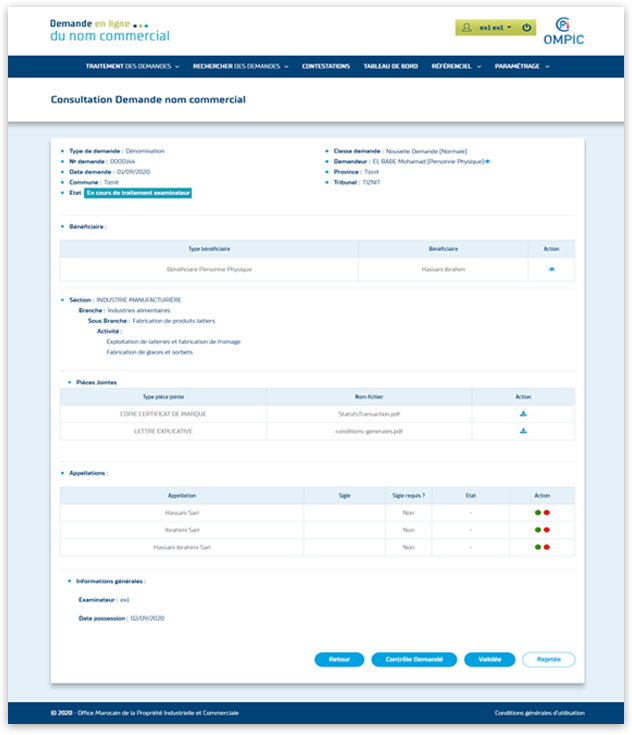 Demande en ligne
du nom commercial
ex1 ex1
OMPIC
TRAITEMENT DES DEMANDES
RECHERCHER DES DEMANDES
CONTESTATIONS
TABLEAU DE BORD
RÉFÉRENCIEL
PARAMÉTRAGE
Consultation Demande nom commercial
Type de demande : Dénomination
Classe demande : Nouvelle Demande [Normale]
Nº demande : 0000144
Demandeur : EL BABE Mohamad [Personne Physique]
Date demande : 01/09/2020
Province : Tiznit
Commune : Tiznit
Tribunal : TIZNIT
Etat En cours de traitement examinateur
Bénéficiaire :
Type bénéficiaire Bénéficiaire Action
Bénéficiare Personne Physique Hassani Ibrahim
Séction : INDUSTRIE MANUFACTURIÈRE
Branche : Industries alimentaires
Sous Branche : Fabrication de produits laitiers
Activité :
Exploitation de laiteries et fabrication de fromage
Fabrication de glaces et sorbets
Pièces Jointes
Type pièce jointe Nom fichier Action
COPIE CERTIFICAT DE MARQUE StatutsTransaction.pdf
LETTRE EXPLICATIVE conditions-generales.pdf
Appellations :
Appellation Sigle Sigle requis ? Etat Action
Hassani Sarl Non -
Ibrahimi Sarl Non -
Hassani Ibrahimi Sarl Non -
Informations générales :
Examinateur : ex1
Date possession : 02/09/2020
Retour
Contrôle Demandé
Validée
Rejetée
© 2020 - Office Marocain de la Propriété Industrielle et Commerciale
Conditions générales d'utilisation